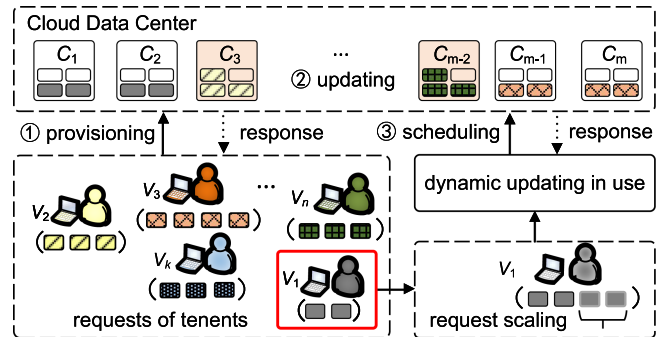 Cloud Data Center
C1 C2 C3 ... Cm-2 Cm-1 Cm
② updating
① provisioning response ③ scheduling response
V2 V3 ... Vn
dynamic updating in use
( ) ( ) ( )
Vk V1 V1
( ) ( ) ( )
requests of tenents request scaling